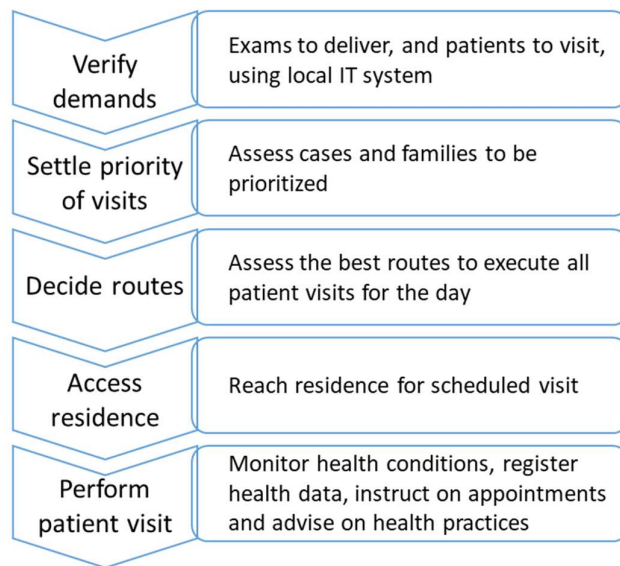 Verify
demands
Exams to deliver, and patients to visit,
using local IT system
Settle priority
of visits
Assess cases and families to be
prioritized
Decide routes
Assess the best routes to execute all
patient visits for the day
Access
residence
Reach residence for scheduled visit
Perform
patient visit
Monitor health conditions, register
health data, instruct on appointments
and advise on health practices